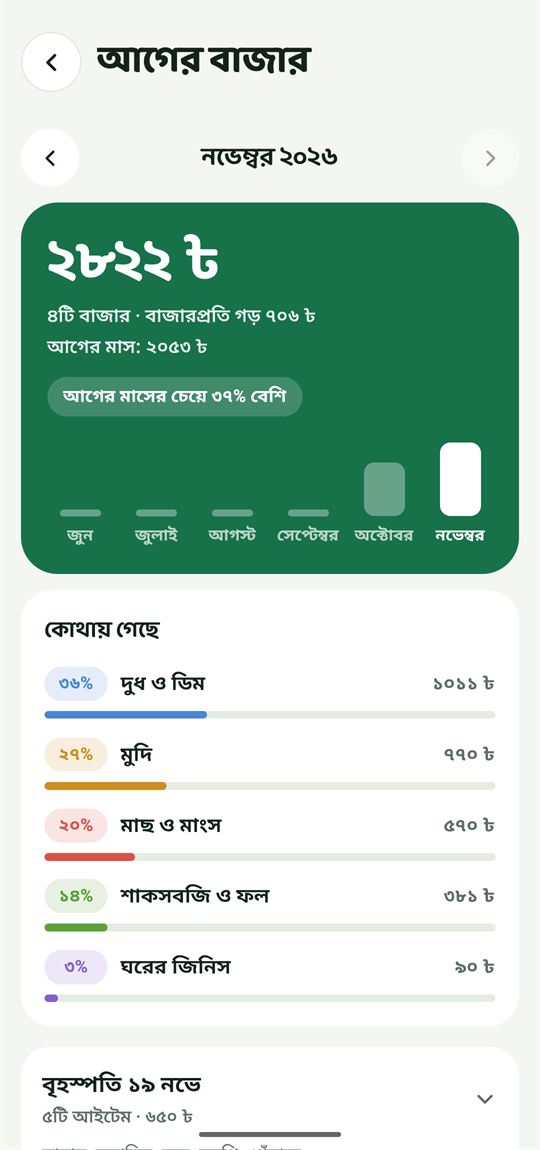 আগের বাজার
নভেম্বর ২০২৬
২৮২২ ৳
৪টি বাজার · বাজারপ্রতি গড় ৭০৬ ৳
আগের মাস: ২০৫৩ ৳
আগের মাসের চেয়ে ৩৭% বেশি
জুন জুলাই আগস্ট সেপ্টেম্বর অক্টোবর নভেম্বর
কোথায় গেছে
৩৬% দুধ ও ডিম ১০১১ ৳
২৭% মুদি ৭৭০ ৳
২০% মাছ ও মাংস ৫৭০ ৳
১৪% শাকসবজি ও ফল ৩৮১ ৳
৩% ঘরের জিনিস ৯০ ৳
বৃহস্পতি ১৯ নভে
৫টি আইটেম · ৬৫০ ৳